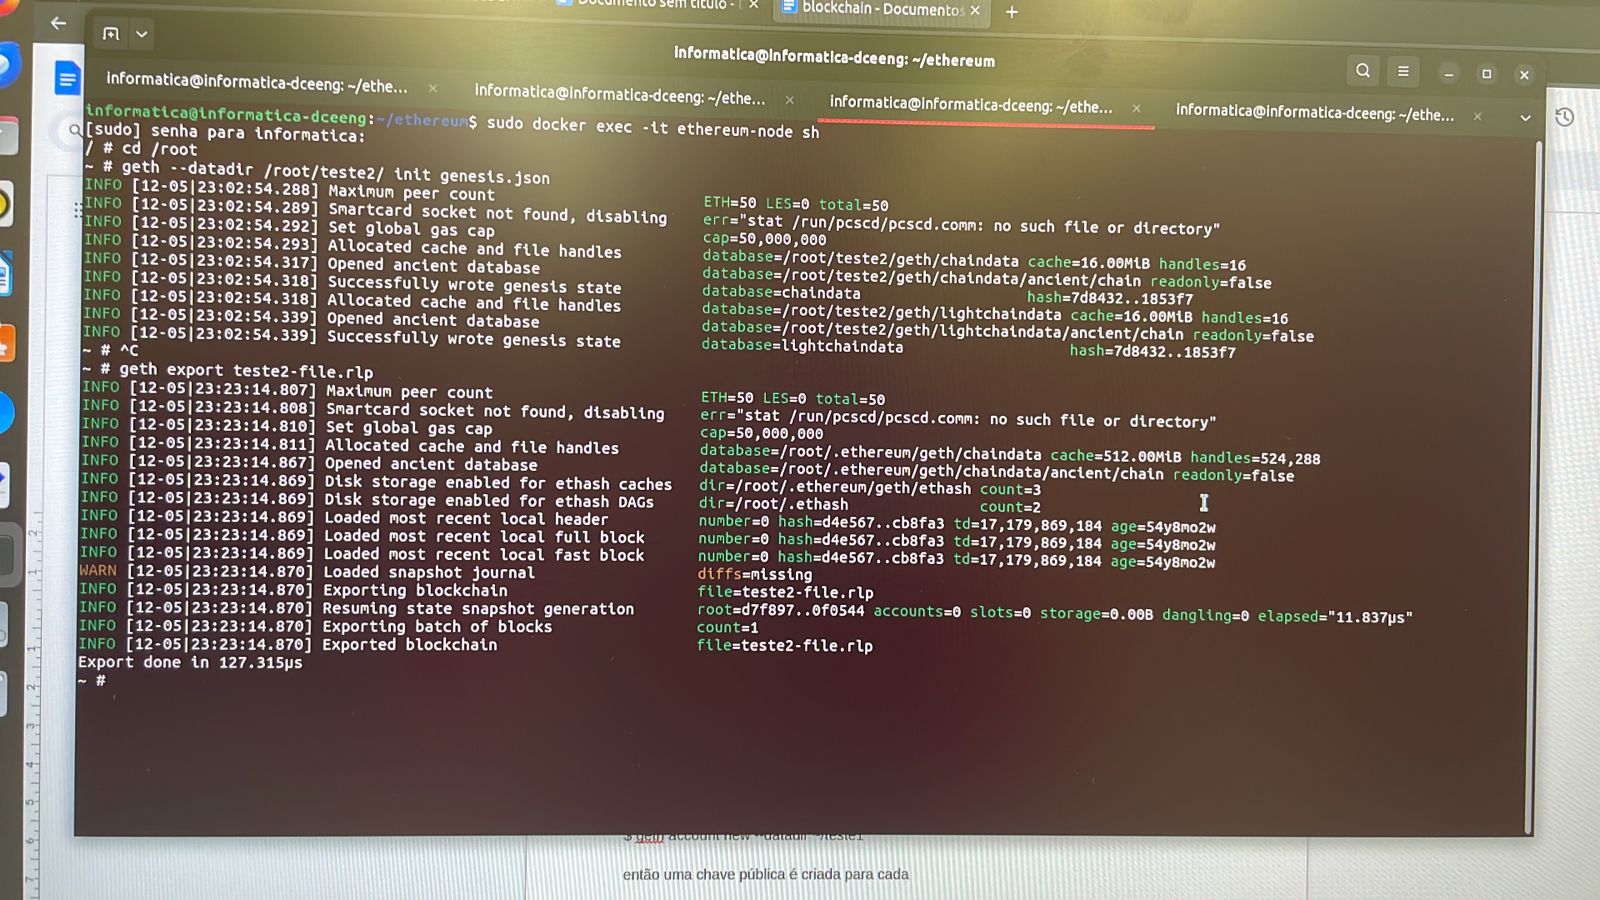 blockchain - Documentos
informatica@informatica-dceeng: ~/ethereum
informatica@informatica-dceeng: ~/ethe...
informatica@informatica-dceeng: ~/ethe...
informatica@informatica-dceeng: ~/ethe...
informatica@informatica-dceeng: ~/ethe...
informatica@informatica-dceeng:~/ethereum$ sudo docker exec -it ethereum-node sh
[sudo] senha para informatica:
/ # cd /root
~ # geth --datadir /root/teste2/ init genesis.json
INFO [12-05|23:02:54.288] Maximum peer count ETH=50 LES=0 total=50
INFO [12-05|23:02:54.289] Smartcard socket not found, disabling err="stat /run/pcscd/pcscd.comm: no such file or directory"
INFO [12-05|23:02:54.292] Set global gas cap cap=50,000,000
INFO [12-05|23:02:54.293] Allocated cache and file handles database=/root/teste2/geth/chaindata cache=16.00MiB handles=16
INFO [12-05|23:02:54.317] Opened ancient database database=/root/teste2/geth/chaindata/ancient/chain readonly=false
INFO [12-05|23:02:54.318] Successfully wrote genesis state database=chaindata hash=7d8432..1853f7
INFO [12-05|23:02:54.318] Allocated cache and file handles database=/root/teste2/geth/lightchaindata cache=16.00MiB handles=16
INFO [12-05|23:02:54.339] Opened ancient database database=/root/teste2/geth/lightchaindata/ancient/chain readonly=false
INFO [12-05|23:02:54.339] Successfully wrote genesis state database=lightchaindata hash=7d8432..1853f7
~ # ^C
~ # geth export teste2-file.rlp
INFO [12-05|23:23:14.807] Maximum peer count ETH=50 LES=0 total=50
INFO [12-05|23:23:14.808] Smartcard socket not found, disabling err="stat /run/pcscd/pcscd.comm: no such file or directory"
INFO [12-05|23:23:14.810] Set global gas cap cap=50,000,000
INFO [12-05|23:23:14.811] Allocated cache and file handles database=/root/.ethereum/geth/chaindata cache=512.00MiB handles=524,288
INFO [12-05|23:23:14.867] Opened ancient database database=/root/.ethereum/geth/chaindata/ancient/chain readonly=false
INFO [12-05|23:23:14.869] Disk storage enabled for ethash caches dir=/root/.ethereum/geth/ethash count=3
INFO [12-05|23:23:14.869] Disk storage enabled for ethash DAGs dir=/root/.ethash count=2
INFO [12-05|23:23:14.869] Loaded most recent local header number=0 hash=d4e567..cb8fa3 td=17,179,869,184 age=54y8mo2w
INFO [12-05|23:23:14.869] Loaded most recent local full block number=0 hash=d4e567..cb8fa3 td=17,179,869,184 age=54y8mo2w
INFO [12-05|23:23:14.869] Loaded most recent local fast block number=0 hash=d4e567..cb8fa3 td=17,179,869,184 age=54y8mo2w
WARN [12-05|23:23:14.870] Loaded snapshot journal diffs=missing
INFO [12-05|23:23:14.870] Exporting blockchain file=teste2-file.rlp
INFO [12-05|23:23:14.870] Resuming state snapshot generation root=d7f897..0f0544 accounts=0 slots=0 storage=0.00B dangling=0 elapsed="11.837µs"
INFO [12-05|23:23:14.870] Exporting batch of blocks count=1
INFO [12-05|23:23:14.870] Exported blockchain file=teste2-file.rlp
Export done in 127.315µs
~ #
então uma chave pública é criada para cada